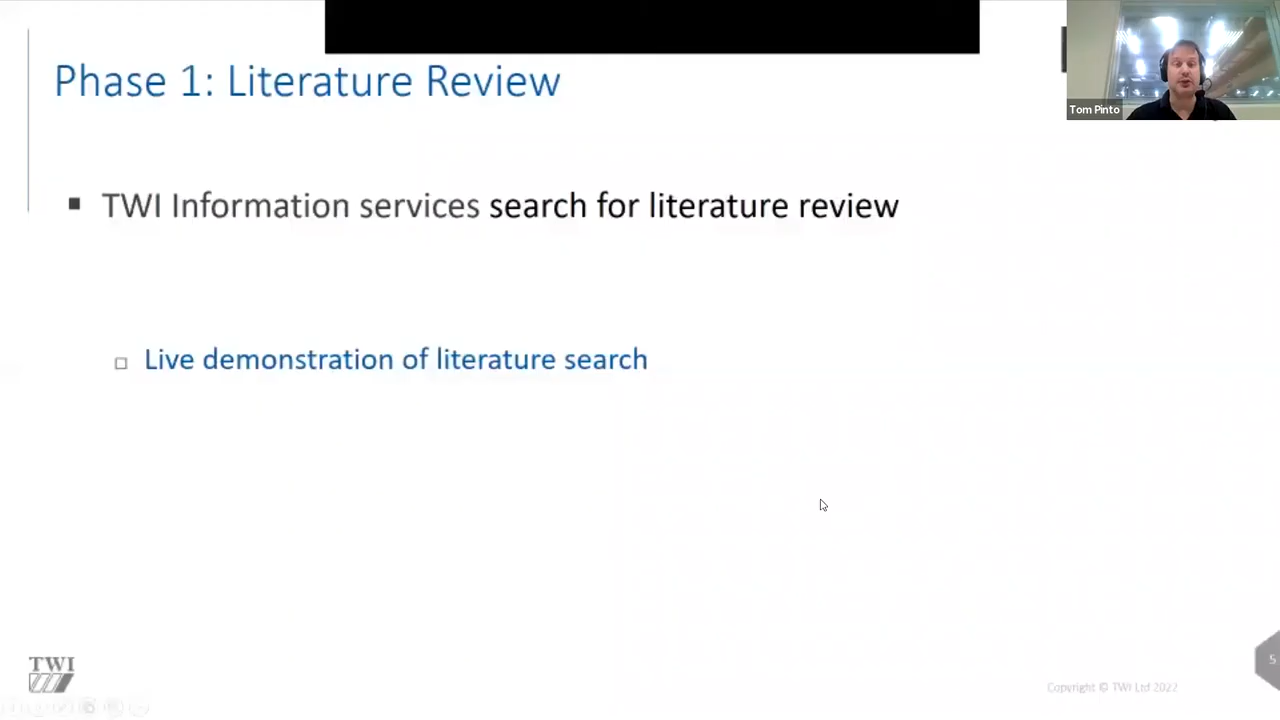 Phase 1: Literature Review
Tom Pinto
▪ TWI Information services search for literature review
▫ Live demonstration of literature search
TWI
Copyright © TWI Ltd 2022
5